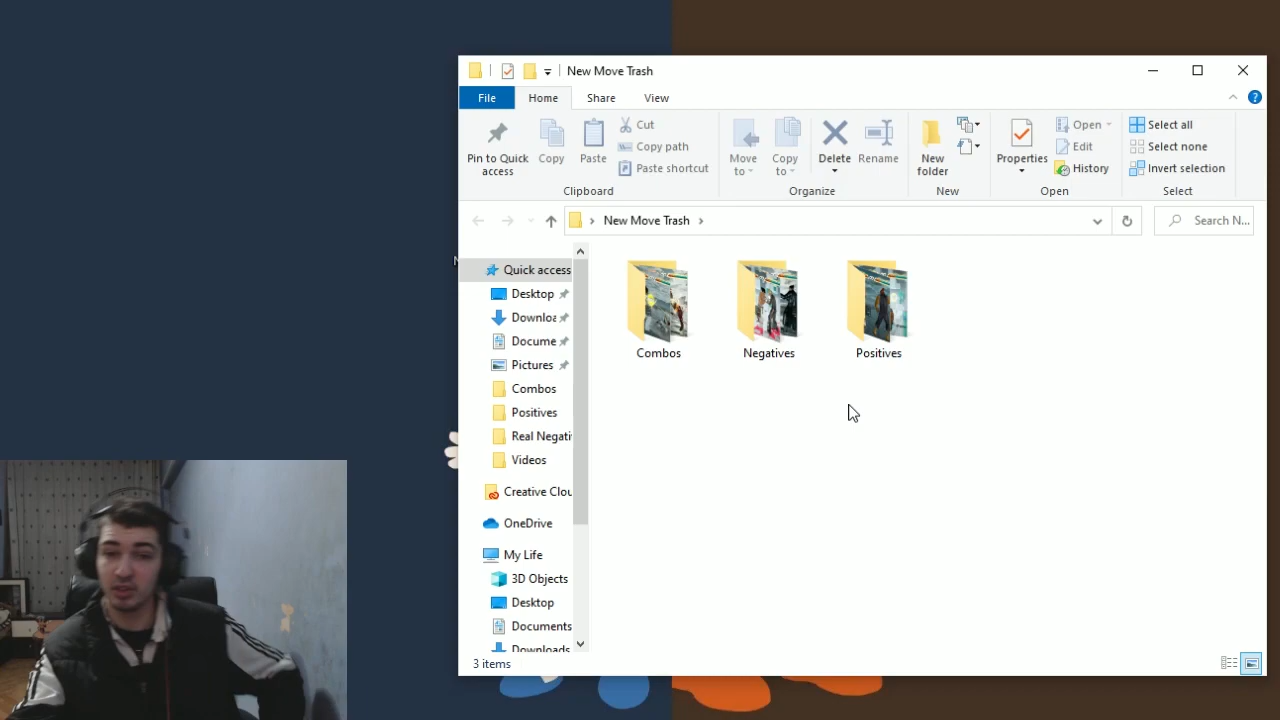 New Move Trash
File
Home
Share
View
Pin to Quick access
Copy
Paste
Cut
Copy path
Paste shortcut
Clipboard
Move to
Copy to
Delete
Rename
Organize
New folder
New
Properties
Open
Edit
History
Open
Select all
Select none
Invert selection
Select
New Move Trash
Search N...
Quick access
Desktop
Downloa
Docume
Pictures
Combos
Positives
Real Negati
Videos
Creative Clou
OneDrive
My Life
3D Objects
Desktop
Documents
Downloads
Combos
Negatives
Positives
3 items